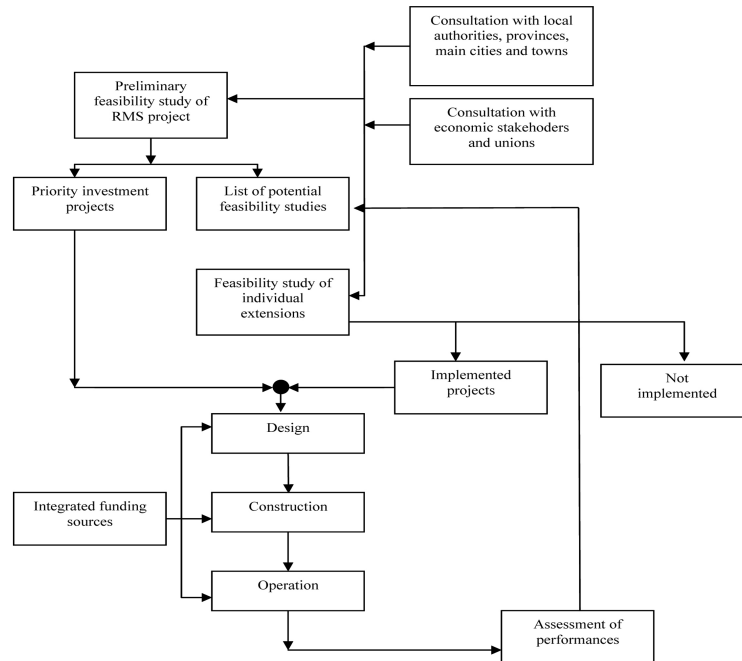 Consultation with local
authorities, provinces,
main cities and towns
Preliminary
feasibility study of
RMS project
Consultation with
economic stakehoders
and unions
Priority investment
projects
List of potential
feasibility studies
Feasibility study of
individual
extensions
Implemented
projects
Not
implemented
Design
Integrated funding
sources
Construction
Operation
Assessment of
performances